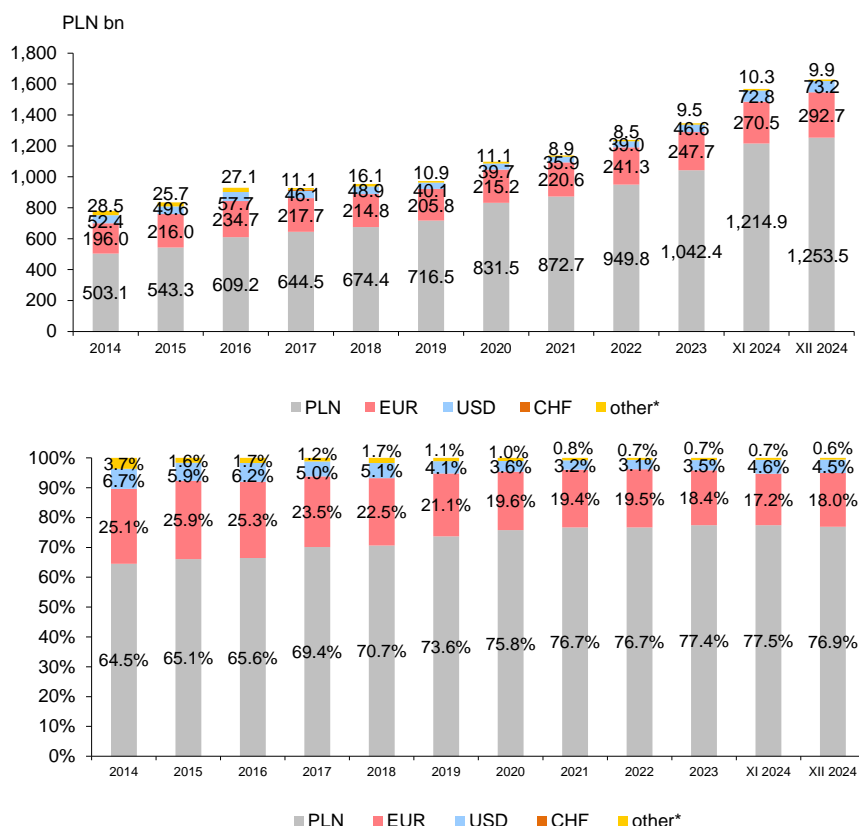 PLN bn
1,800
1,600
1,400
1,200
1,000
800
600
400
200
0
28.5 25.7 27.1 11.1 16.1 10.9 11.1 8.9 8.5 9.5 10.3 9.9
52.4 49.6 57.7 46.1 48.9 40.1 39.7 35.9 39.0 46.6 72.8 73.2
196.0 216.0 234.7 217.7 214.8 205.8 215.2 220.6 241.3 247.7 270.5 292.7
503.1 543.3 609.2 644.5 674.4 716.5 831.5 872.7 949.8 1,042.4 1,214.9 1,253.5
2014 2015 2016 2017 2018 2019 2020 2021 2022 2023 XI 2024 XII 2024
PLN EUR USD CHF other*
100%
90%
80%
70%
60%
50%
40%
30%
20%
10%
0%
3.7% 1.6% 1.7% 1.2% 1.7% 1.1% 1.0% 0.8% 0.7% 0.7% 0.7% 0.6%
6.7% 5.9% 6.2% 5.0% 5.1% 4.1% 3.6% 3.2% 3.1% 3.5% 4.6% 4.5%
25.1% 25.9% 25.3% 23.5% 22.5% 21.1% 19.6% 19.4% 19.5% 18.4% 17.2% 18.0%
64.5% 65.1% 65.6% 69.4% 70.7% 73.6% 75.8% 76.7% 76.7% 77.4% 77.5% 76.9%
2014 2015 2016 2017 2018 2019 2020 2021 2022 2023 XI 2024 XII 2024
PLN EUR USD CHF other*